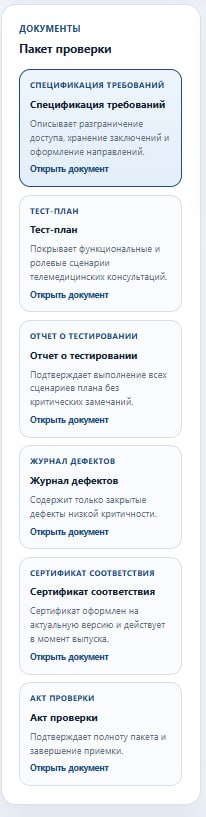 ДОКУМЕНТЫ
Пакет проверки
СПЕЦИФИКАЦИЯ ТРЕБОВАНИЙ
Спецификация требований
Описывает разграничение
доступа, хранение заключений и
оформление направлений.
Открыть документ
ТЕСТ-ПЛАН
Тест-план
Покрывает функциональные и
ролевые сценарии
телемедицинских консультаций.
Открыть документ
ОТЧЕТ О ТЕСТИРОВАНИИ
Отчет о тестировании
Подтверждает выполнение всех
сценариев плана без
критических замечаний.
Открыть документ
ЖУРНАЛ ДЕФЕКТОВ
Журнал дефектов
Содержит только закрытые
дефекты низкой критичности.
Открыть документ
СЕРТИФИКАТ СООТВЕТСТВИЯ
Сертификат соответствия
Сертификат оформлен на
актуальную версию и действует
в момент выпуска.
Открыть документ
АКТ ПРОВЕРКИ
Акт проверки
Подтверждает полноту пакета и
завершение приемки.
Открыть документ